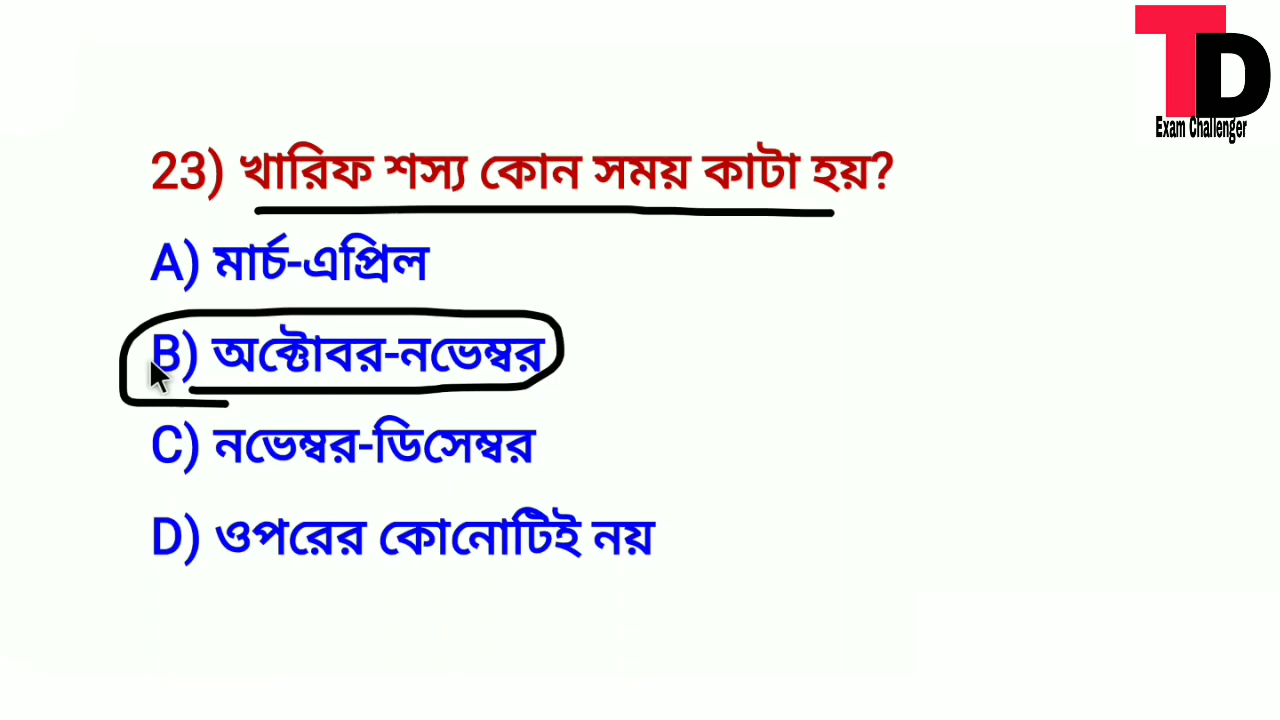 TD
Exam Challenger
23) খারিফ শস্য কোন সময় কাটা হয়?
A) মার্চ-এপ্রিল
B) অক্টোবর-নভেম্বর
C) নভেম্বর-ডিসেম্বর
D) ওপরের কোনোটিই নয়